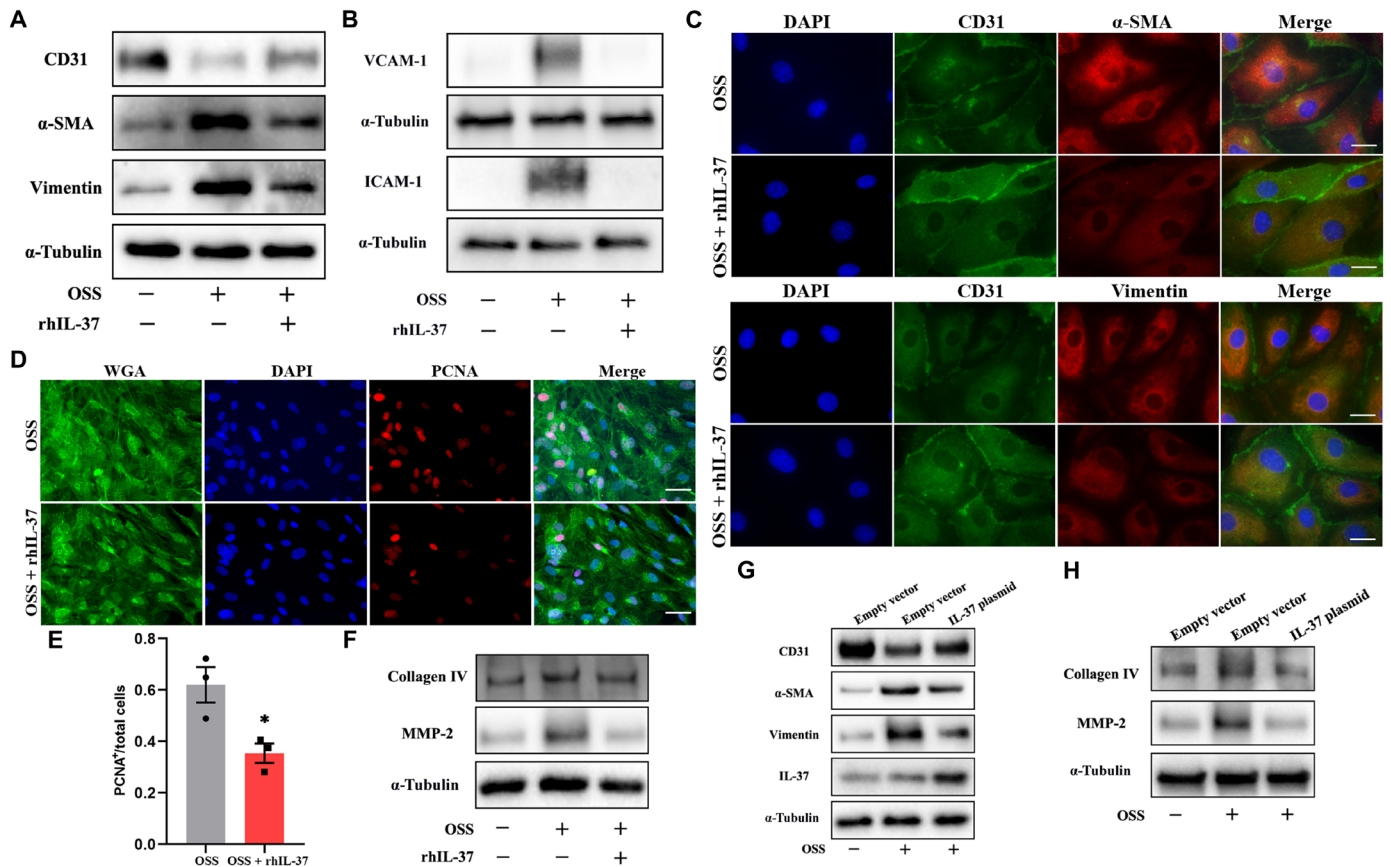 A
CD31
α-SMA
Vimentin
α-Tubulin
OSS − + +
rhIL-37 − − +
B
VCAM-1
α-Tubulin
ICAM-1
α-Tubulin
OSS − + +
rhIL-37 − − +
C
DAPI CD31 α-SMA Merge
OSS
OSS + rhIL-37
DAPI CD31 Vimentin Merge
OSS
OSS + rhIL-37
D
WGA DAPI PCNA Merge
OSS
OSS + rhIL-37
E
PCNA⁺/total cells
0.8
0.6
0.4
0.2
0.0
*
OSS OSS + rhIL-37
F
Collagen IV
MMP-2
α-Tubulin
OSS − + +
rhIL-37 − − +
G
Empty vector Empty vector IL-37 plasmid
CD31
α-SMA
Vimentin
IL-37
α-Tubulin
OSS − + +
H
Empty vector Empty vector IL-37 plasmid
Collagen IV
MMP-2
α-Tubulin
OSS − + +